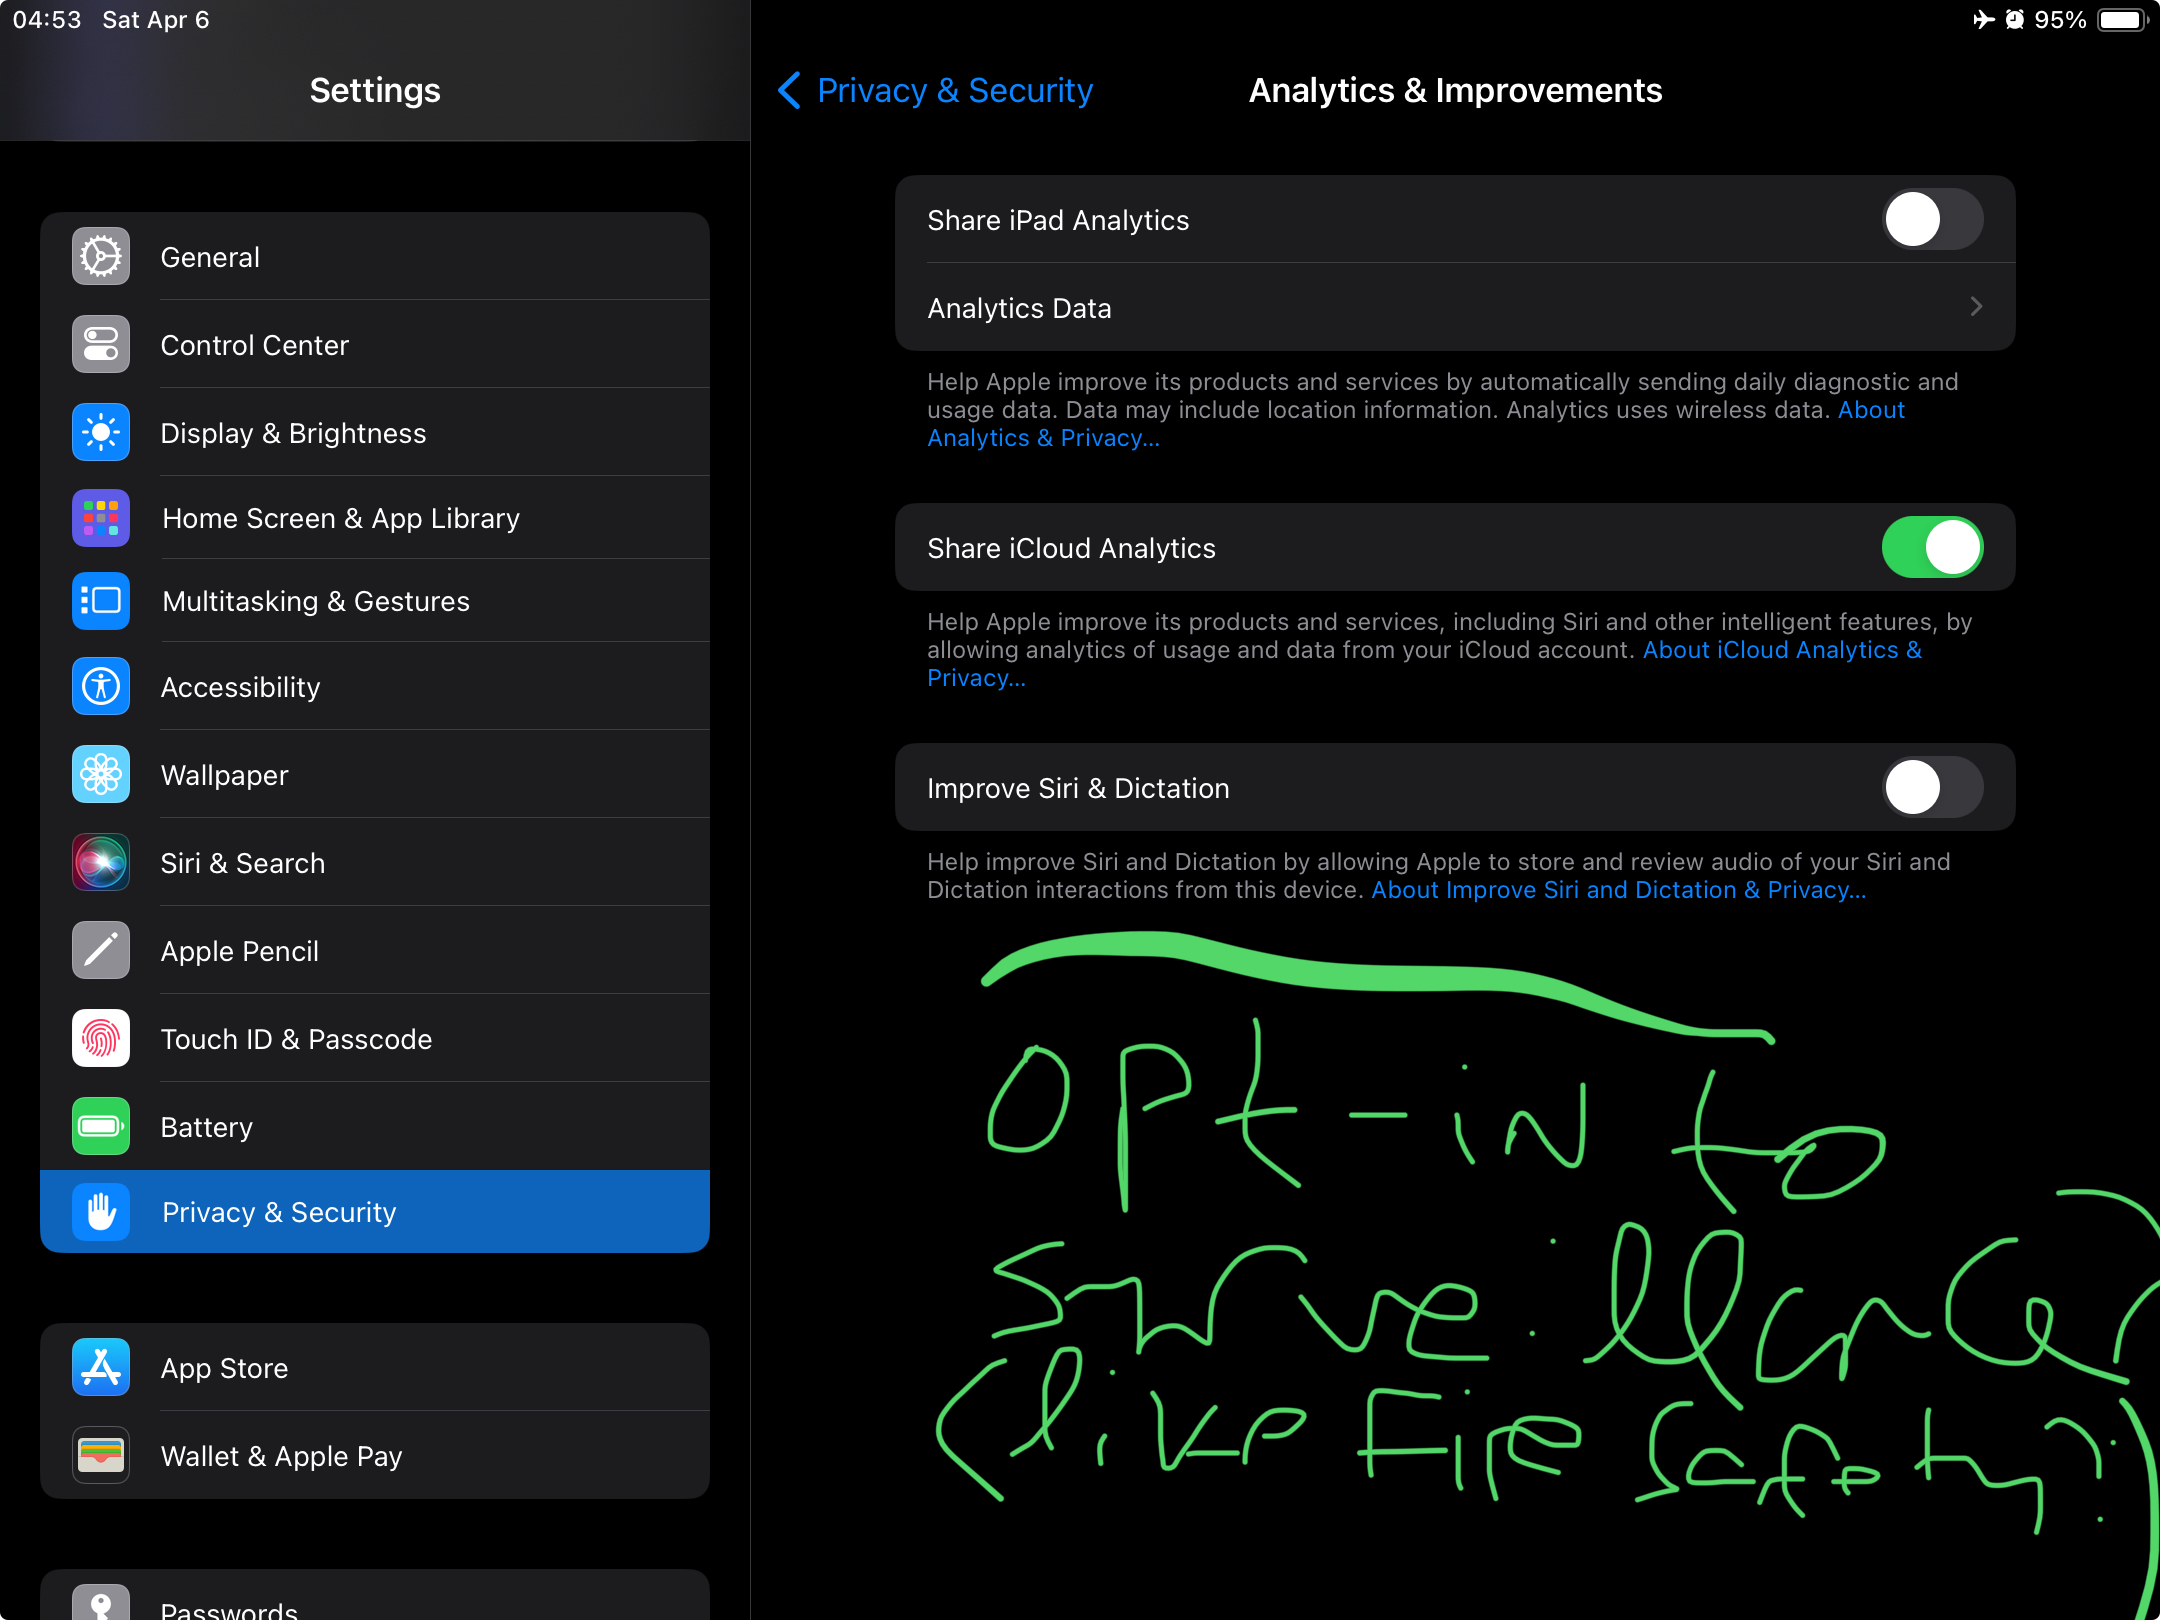 04:53 Sat Apr 6
95%
Settings
General
Control Center
Display & Brightness
Home Screen & App Library
Multitasking & Gestures
Accessibility
Wallpaper
Siri & Search
Apple Pencil
Touch ID & Passcode
Battery
Privacy & Security
App Store
Wallet & Apple Pay
Passwords
Privacy & Security
Analytics & Improvements
Share iPad Analytics
Analytics Data
Help Apple improve its products and services by automatically sending daily diagnostic and
usage data. Data may include location information. Analytics uses wireless data. About
Analytics & Privacy...
Share iCloud Analytics
Help Apple improve its products and services, including Siri and other intelligent features, by
allowing analytics of usage and data from your iCloud account. About iCloud Analytics &
Privacy...
Improve Siri & Dictation
Help improve Siri and Dictation by allowing Apple to store and review audio of your Siri and
Dictation interactions from this device. About Improve Siri and Dictation & Privacy...
opt-in to
surveillance?
(like Fire Safety?)